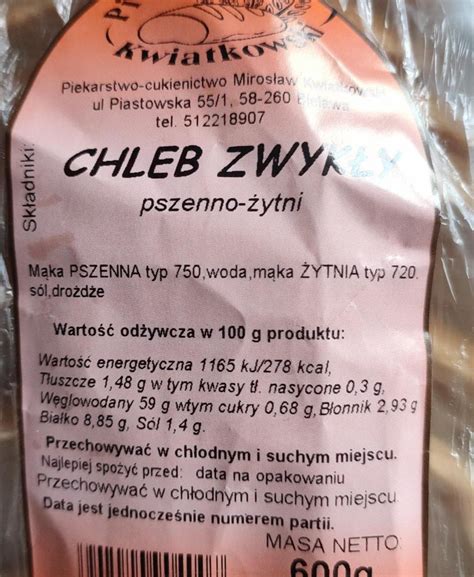 Kwiatkowski
Piekarstwo-cukiernictwo Mirosław Kwiatkowski
ul Piastowska 55/1, 58-260 Bielawa
tel. 512218907
Składniki:
CHLEB ZWYKŁY
pszenno-żytni
Mąka PSZENNA typ 750,woda,mąka ŻYTNIA typ 720.
sól,drożdże
Wartość odżywcza w 100 g produktu:
Wartość energetyczna 1165 kJ/278 kcal,
Tłuszcze 1,48 g w tym kwasy tł. nasycone 0,3 g,
Węglowodany 59 g wtym cukry 0,68 g,Błonnik 2,93 g
Białko 8,85 g, Sól 1,4 g.
Przechowywać w chłodnym i suchym miejscu.
Najlepiej spożyć przed: data na opakowaniu
Przechowywać w chłodnym i suchym miejscu
Data jest jednocześnie numerem partii.
MASA NETTO
600g